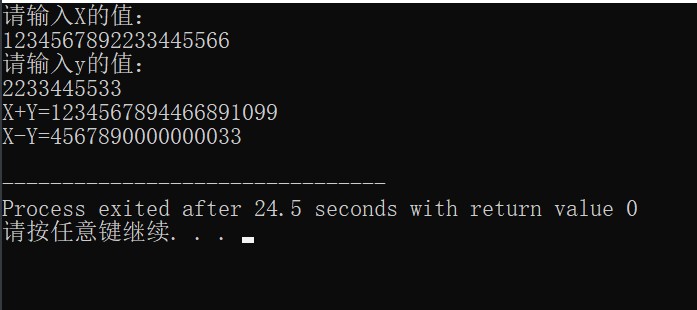 请输入X的值:
1234567892233445566
请输入y的值:
2233445533
X+Y=1234567894466891099
X-Y=4567890000000033

--------------------------------
Process exited after 24.5 seconds with return value 0
请按任意键继续. . .